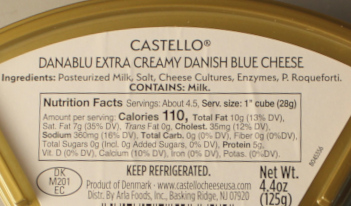 CASTELLO®
DANABLU EXTRA CREAMY DANISH BLUE CHEESE
Ingredients: Pasteurized Milk, Salt, Cheese Cultures, Enzymes, P. Roqueforti.
CONTAINS: Milk.
Nutrition Facts Servings: About 4.5, Serv. size: 1" cube (28g)
Amount per serving: Calories 110, Total Fat 10g (13% DV),
Sat. Fat 7g (35% DV), Trans Fat 0g, Cholest. 35mg (12% DV),
Sodium 360mg (16% DV), Total Carb. 0g (0% DV), Fiber 0g (0%DV),
Total Sugars 0g (Incl. 0g Added Sugars, 0% DV), Protein 5g,
Vit. D (0% DV), Calcium (10% DV), Iron (0% DV), Potas. (0%DV).
KEEP REFRIGERATED.
Product of Denmark - www.castellocheeseusa.com
Distr. By Arla Foods, Inc., Basking Ridge, NJ 07920
DK
M201
EC
Net Wt.
4.4oz
(125g)